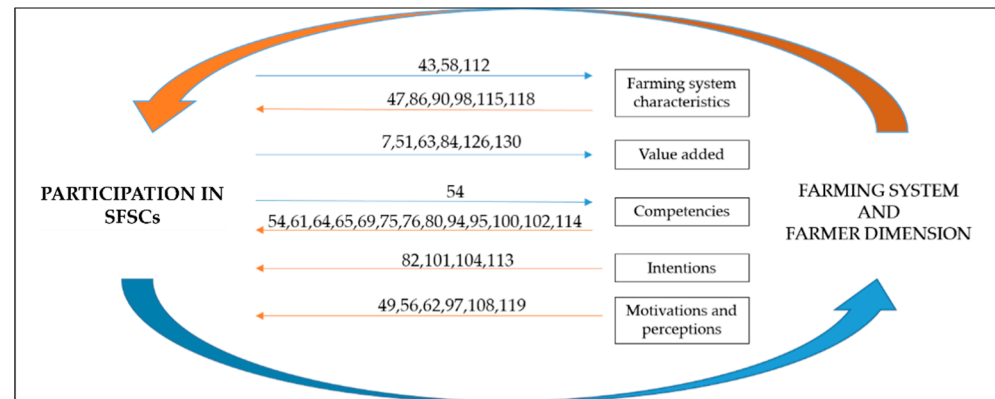 43,58,112
Farming system
characteristics
47,86,90,98,115,118
7,51,63,84,126,130
Value added
PARTICIPATION IN
SFSCs
54
Competencies
54,61,64,65,69,75,76,80,94,95,100,102,114
FARMING SYSTEM
AND
FARMER DIMENSION
82,101,104,113
Intentions
49,56,62,97,108,119
Motivations and
perceptions